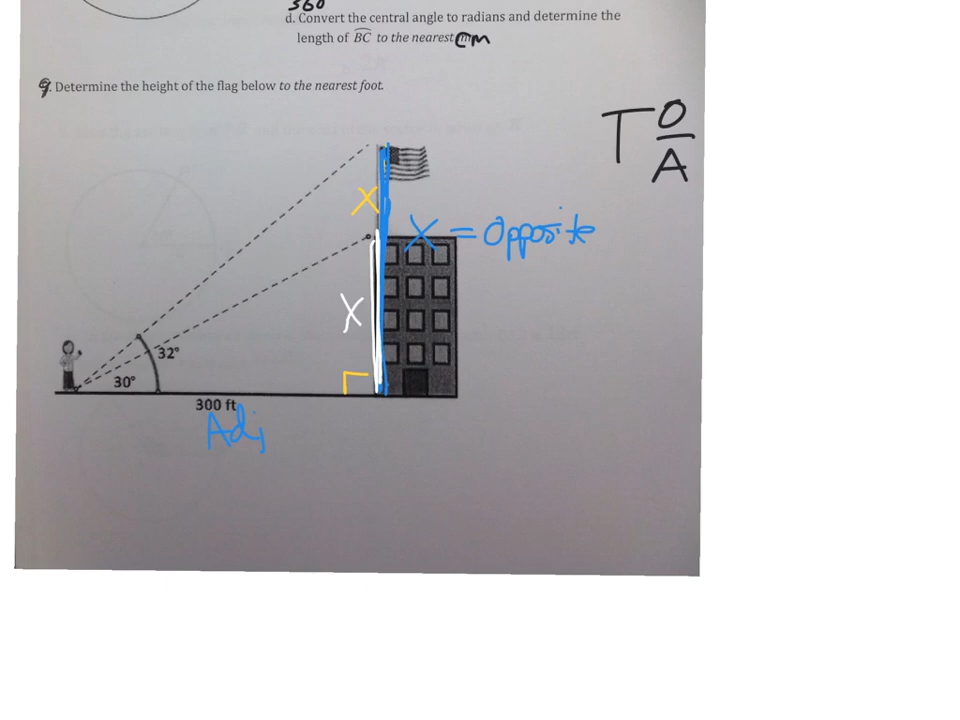 360
d. Convert the central angle to radians and determine the
length of BC to the nearest cm
9. Determine the height of the flag below to the nearest foot.
T O
A
X
X = Opposite
X
32°
30°
300 ft
Adj